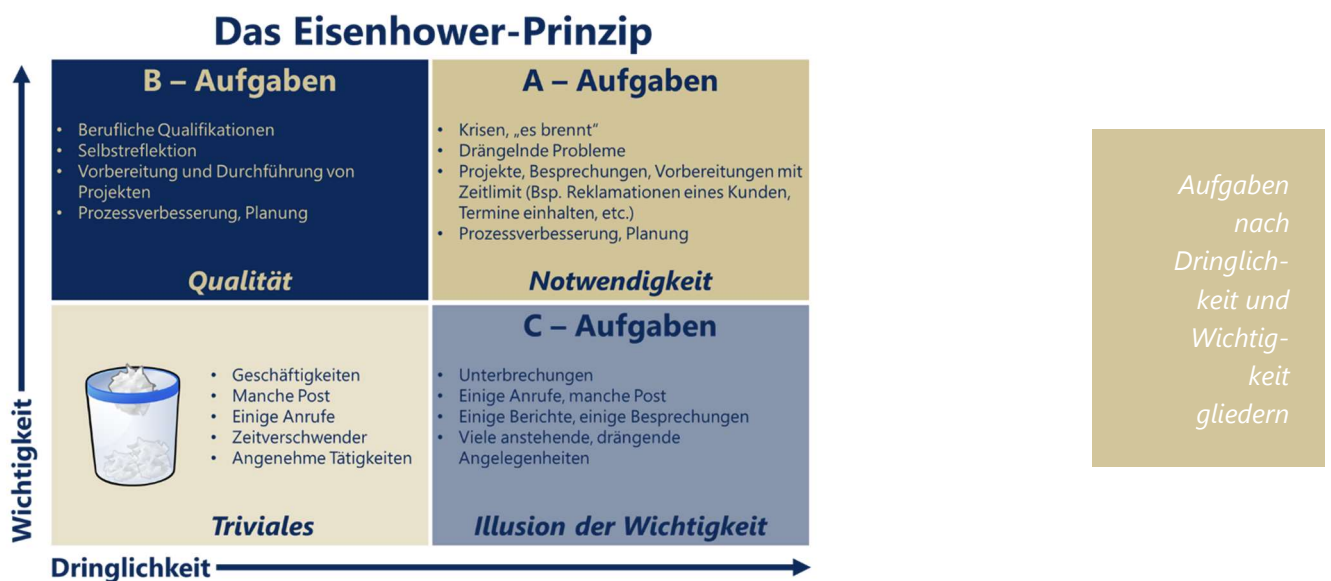 Das Eisenhower-Prinzip
B – Aufgaben
• Berufliche Qualifikationen
• Selbstreflektion
• Vorbereitung und Durchführung von
Projekten
• Prozessverbesserung, Planung
Qualität
A – Aufgaben
• Krisen, „es brennt“
• Drängelnde Probleme
• Projekte, Besprechungen, Vorbereitungen mit
Zeitlimit (Bsp. Reklamationen eines Kunden,
Termine einhalten, etc.)
• Prozessverbesserung, Planung
Notwendigkeit
• Geschäftigkeiten
• Manche Post
• Einige Anrufe
• Zeitverschwender
• Angenehme Tätigkeiten
Triviales
C – Aufgaben
• Unterbrechungen
• Einige Anrufe, manche Post
• Einige Berichte, einige Besprechungen
• Viele anstehende, drängende
Angelegenheiten
Illusion der Wichtigkeit
Wichtigkeit
Dringlichkeit
Aufgaben
nach
Dringlich-
keit und
Wichtig-
keit
gliedern